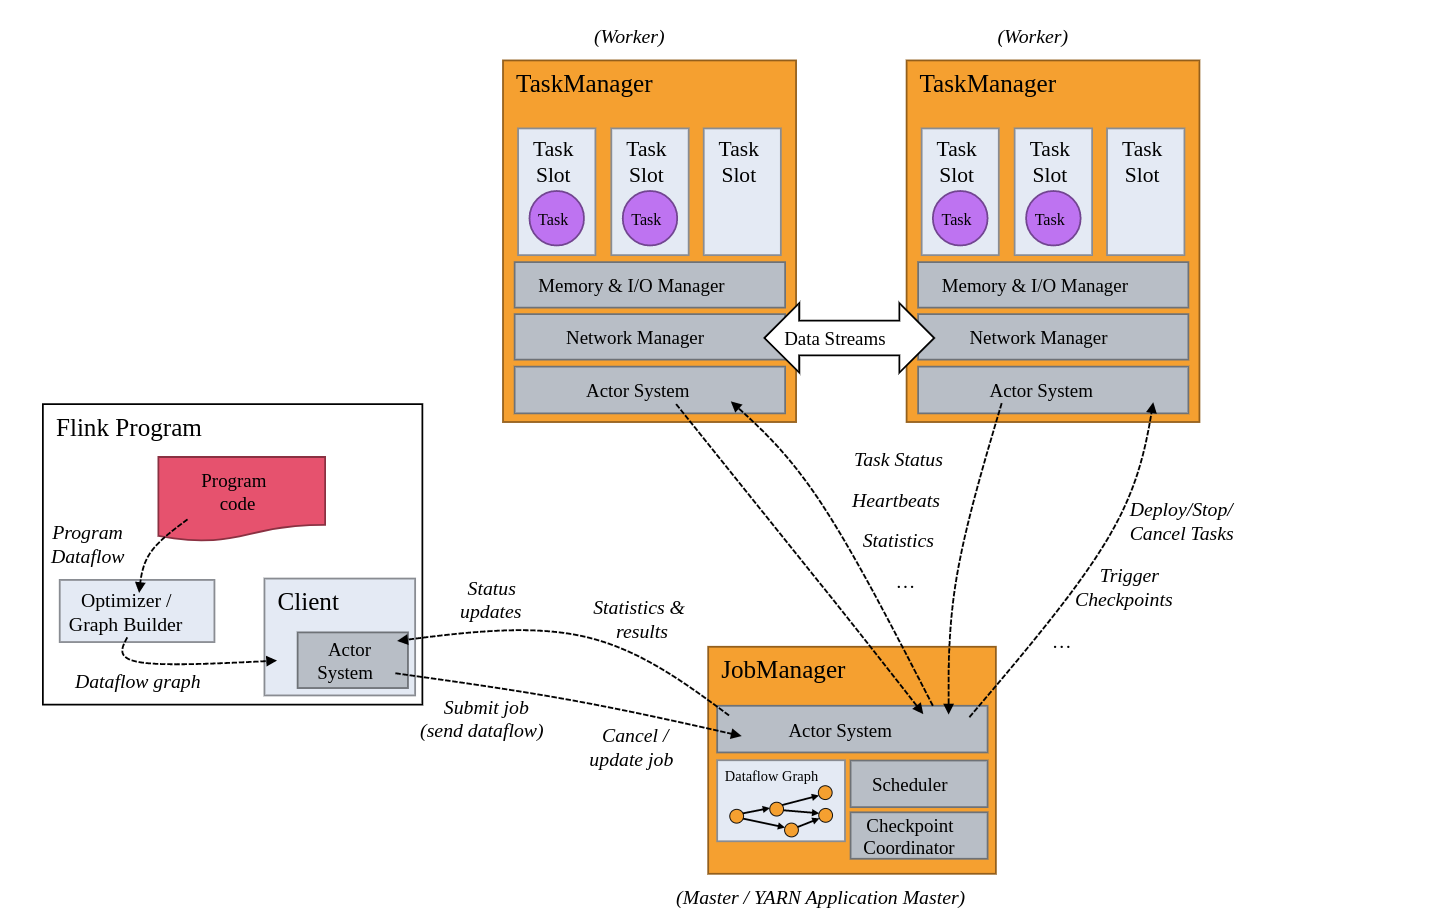 (Worker)
(Worker)
TaskManager
Task
Slot
Task
Task
Slot
Task
Task
Slot
Memory & I/O Manager
Network Manager
Actor System
TaskManager
Task
Slot
Task
Task
Slot
Task
Task
Slot
Memory & I/O Manager
Network Manager
Actor System
Data Streams
Flink Program
Program
code
Program
Dataflow
Optimizer /
Graph Builder
Dataflow graph
Client
Actor
System
Status
updates
Statistics &
results
Submit job
(send dataflow)
Cancel /
update job
Task Status
Heartbeats
Statistics
…
Deploy/Stop/
Cancel Tasks
Trigger
Checkpoints
…
JobManager
Actor System
Dataflow Graph
Scheduler
Checkpoint
Coordinator
(Master / YARN Application Master)